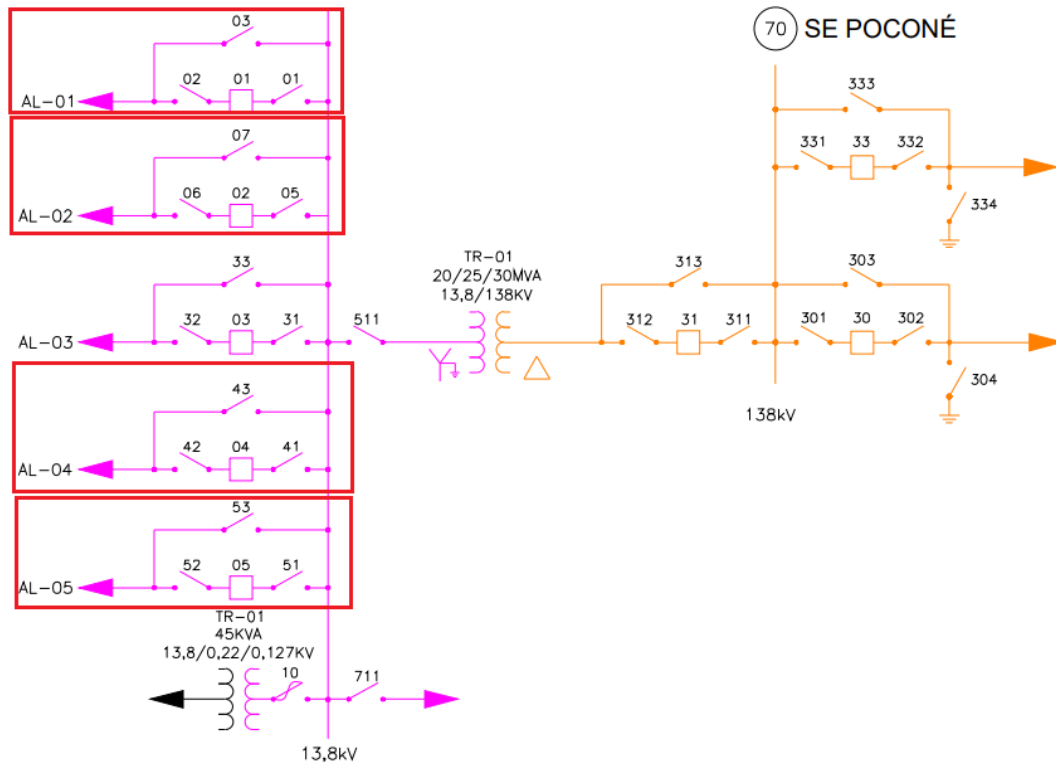 70 SE POCONÉ
03
02 01 01
AL-01
07
06 02 05
AL-02
33
32 03 31
AL-03
43
42 04 41
AL-04
53
52 05 51
AL-05
511
TR-01
20/25/30MVA
13,8/138KV
313
312 31 311
333
331 33 332
334
303
301 30 302
304
138kV
TR-01
45KVA
13,8/0,22/0,127KV
10
711
13,8kV